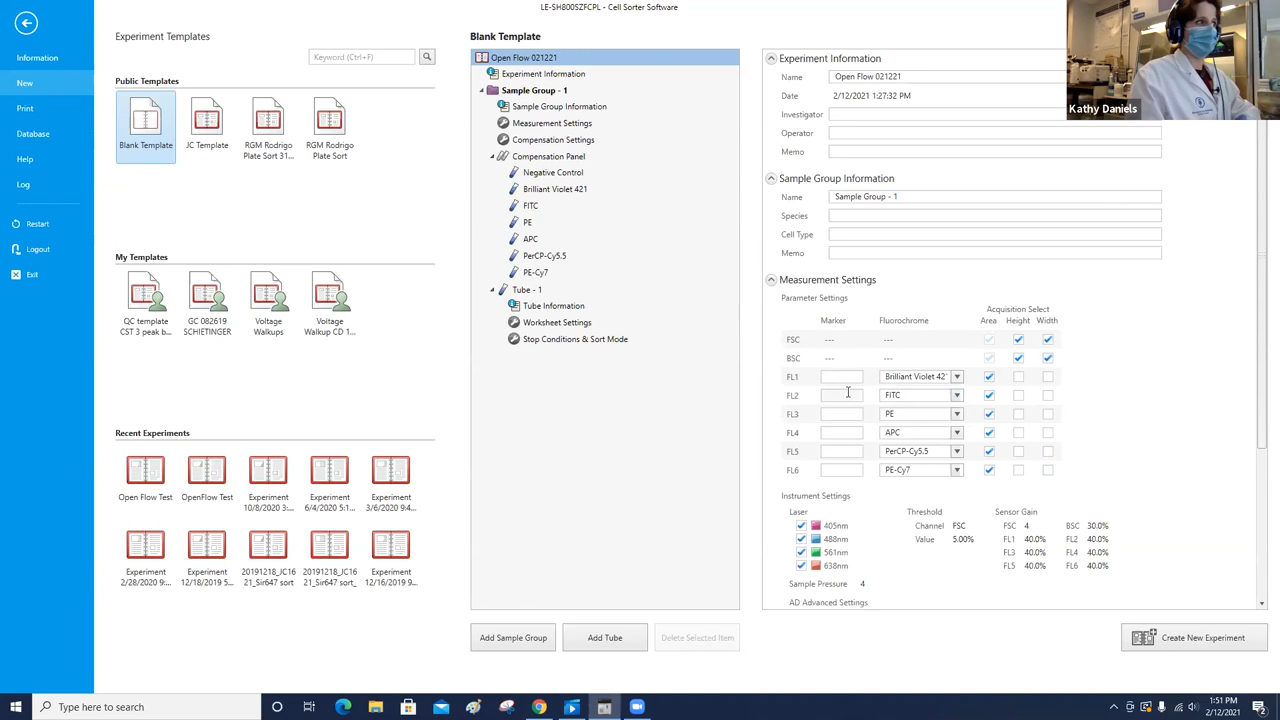 LE-SH800SZFCPL - Cell Sorter Software
Information
New
Print
Database
Help
Log
Restart
Logout
Exit
Experiment Templates
Keyword (Ctrl+F)
Public Templates
Blank Template
JC Template
RGM Rodrigo
Plate Sort 31...
RGM Rodrigo
Plate Sort
My Templates
QC template
CST 3 peak b...
GC 082619
SCHIETINGER
Voltage
Walkups
Voltage
Walkup CD 1...
Recent Experiments
Open Flow Test
OpenFlow Test
Experiment
10/8/2020 3:...
Experiment
6/4/2020 5:1...
Experiment
3/6/2020 9:4...
Experiment
2/28/2020 9:...
Experiment
12/18/2019 5...
20191218_JC16
21_Sir647 sort
20191218_JC16
21_Sir647 sort_
Experiment
12/16/2019 9...
Blank Template
Open Flow 021221
Experiment Information
Sample Group - 1
Sample Group Information
Measurement Settings
Compensation Settings
Compensation Panel
Negative Control
Brilliant Violet 421
FITC
PE
APC
PerCP-Cy5.5
PE-Cy7
Tube - 1
Tube Information
Worksheet Settings
Stop Conditions & Sort Mode
Add Sample Group
Add Tube
Delete Selected Item
Experiment Information
Name Open Flow 021221
Date 2/12/2021 1:27:32 PM
Investigator
Operator
Memo
Sample Group Information
Name Sample Group - 1
Species
Cell Type
Memo
Measurement Settings
Parameter Settings
Acquisition Select
Marker Fluorochrome Area Height Width
FSC --- ---
BSC --- ---
FL1 Brilliant Violet 42
FL2 FITC
FL3 PE
FL4 APC
FL5 PerCP-Cy5.5
FL6 PE-Cy7
Instrument Settings
Laser Threshold Sensor Gain
405nm Channel FSC FSC 4 BSC 30.0%
488nm Value 5.00% FL1 40.0% FL2 40.0%
561nm FL3 40.0% FL4 40.0%
638nm FL5 40.0% FL6 40.0%
Sample Pressure 4
AD Advanced Settings
Create New Experiment
Kathy Daniels
Type here to search
1:51 PM
2/12/2021
2